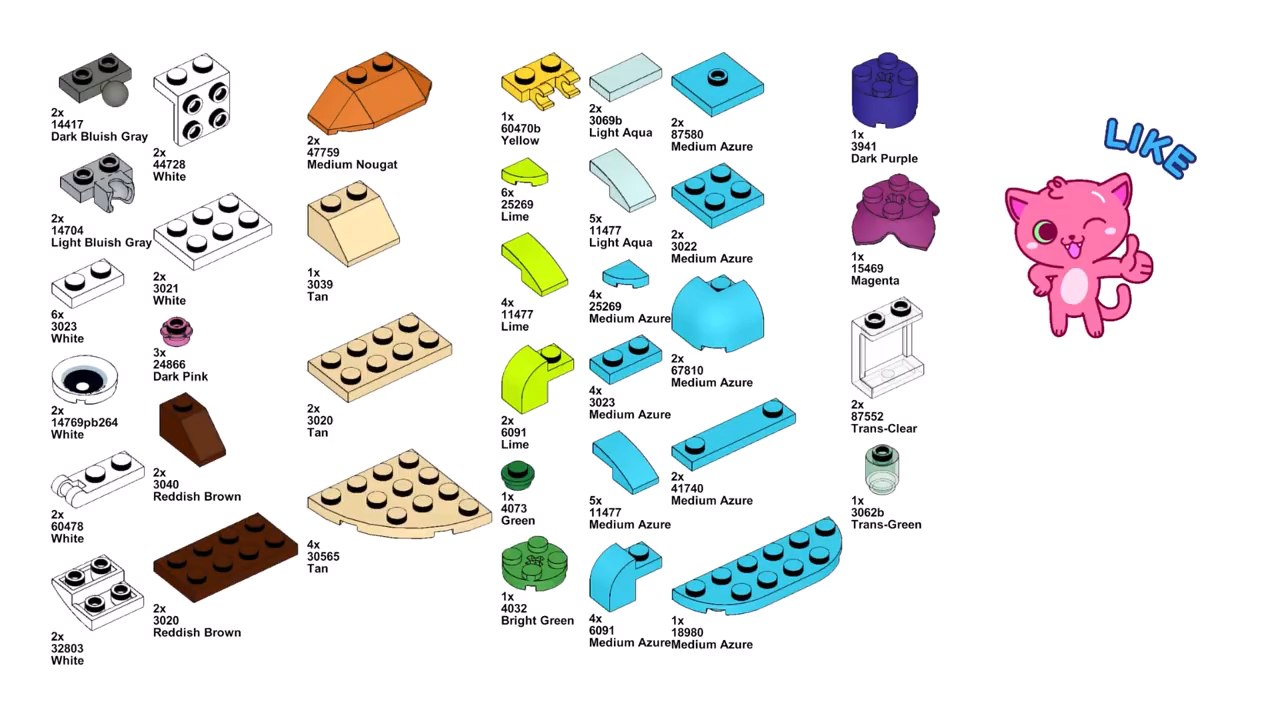 2x
14417
Dark Bluish Gray
2x
14704
Light Bluish Gray
6x
3023
White
2x
14769pb264
White
2x
60478
White
2x
32803
White
2x
44728
White
2x
3021
White
3x
24866
Dark Pink
2x
3040
Reddish Brown
2x
3020
Reddish Brown
2x
47759
Medium Nougat
1x
3039
Tan
2x
3020
Tan
4x
30565
Tan
1x
60470b
Yellow
6x
25269
Lime
4x
11477
Lime
2x
6091
Lime
1x
4073
Green
1x
4032
Bright Green
2x
3069b
Light Aqua
5x
11477
Light Aqua
4x
25269
Medium Azure
4x
3023
Medium Azure
5x
11477
Medium Azure
4x
6091
Medium Azure
2x
87580
Medium Azure
2x
3022
Medium Azure
2x
67810
Medium Azure
2x
41740
Medium Azure
1x
18980
Medium Azure
1x
3941
Dark Purple
1x
15469
Magenta
2x
87552
Trans-Clear
1x
3062b
Trans-Green
LIKE